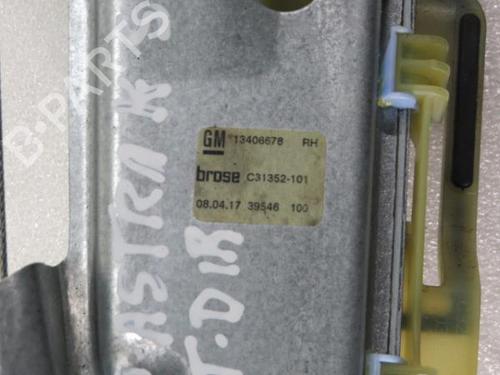 B-PARTS
GM 13406678 RH
brose C31352-101
08.04.17 39546 100
ASTRA K
T.DIR